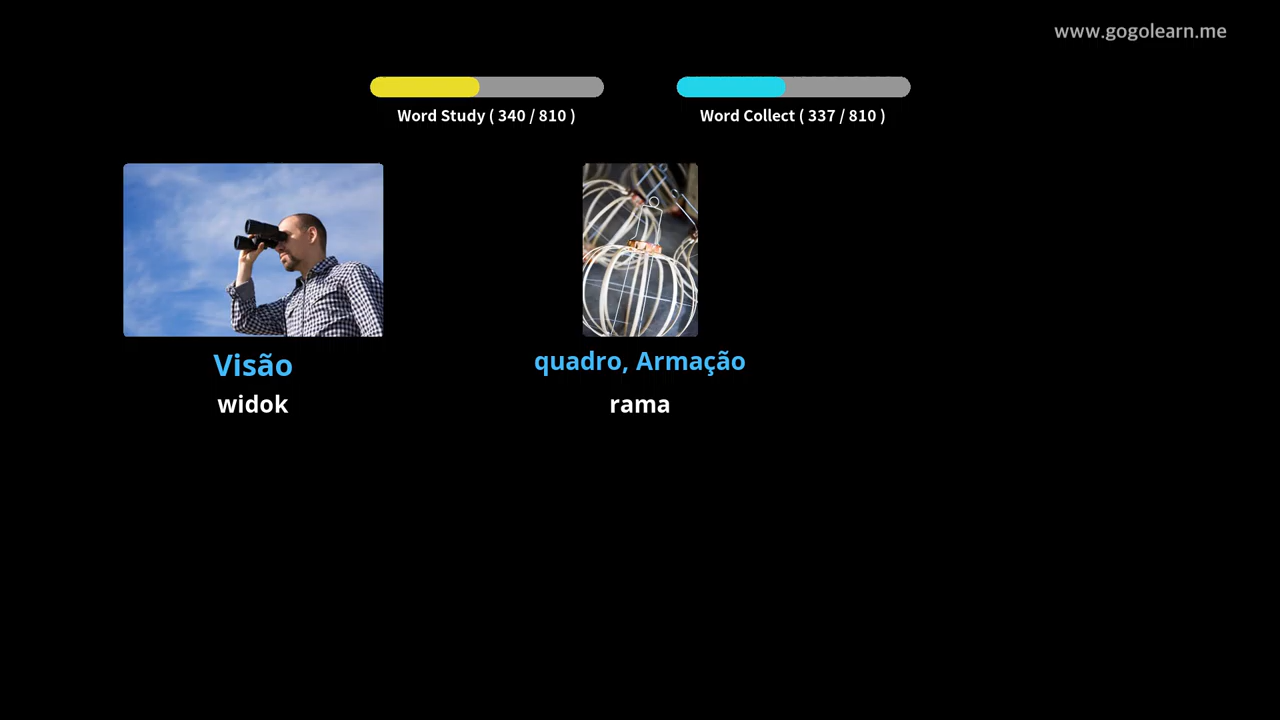 www.gogolearn.me
Word Study ( 340 / 810 )
Word Collect ( 337 / 810 )
Visão
widok
quadro, Armação
rama